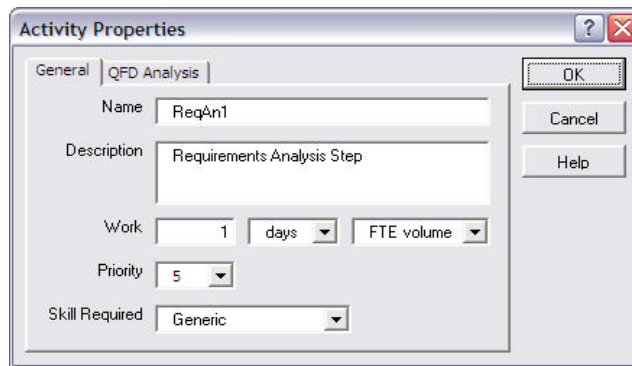 Activity Properties
?
General QFD Analysis
OK
Name ReqAn1
Cancel
Description Requirements Analysis Step
Help
Work 1 days FTE volume
Priority 5
Skill Required Generic